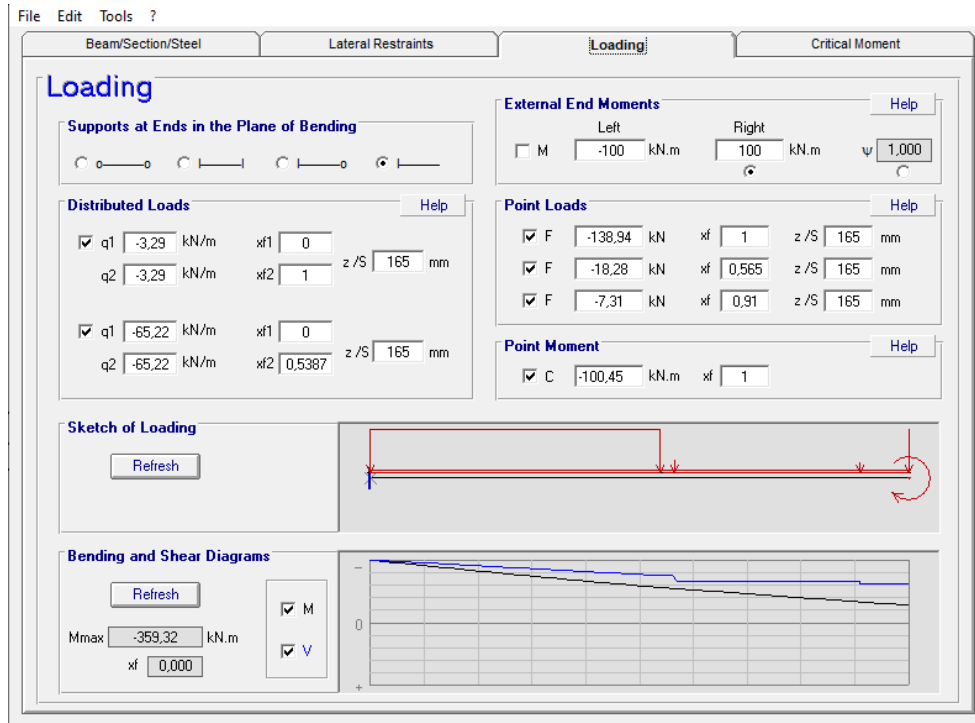 File Edit Tools ?
Beam/Section/Steel Lateral Restraints Loading Critical Moment
Loading
Supports at Ends in the Plane of Bending
External End Moments Help
Left Right
M -100 kN.m 100 kN.m ψ 1,000
Distributed Loads Help
q1 -3,29 kN/m xf1 0
q2 -3,29 kN/m xf2 1
z /S 165 mm
q1 -65,22 kN/m xf1 0
q2 -65,22 kN/m xf2 0,5387
z /S 165 mm
Point Loads Help
F -138,94 kN xf 1 z /S 165 mm
F -18,28 kN xf 0,565 z /S 165 mm
F -7,31 kN xf 0,91 z /S 165 mm
Point Moment Help
C -100,45 kN.m xf 1
Sketch of Loading
Refresh
Bending and Shear Diagrams
Refresh
M
V
Mmax -359,32 kN.m
xf 0,000
−
0
+